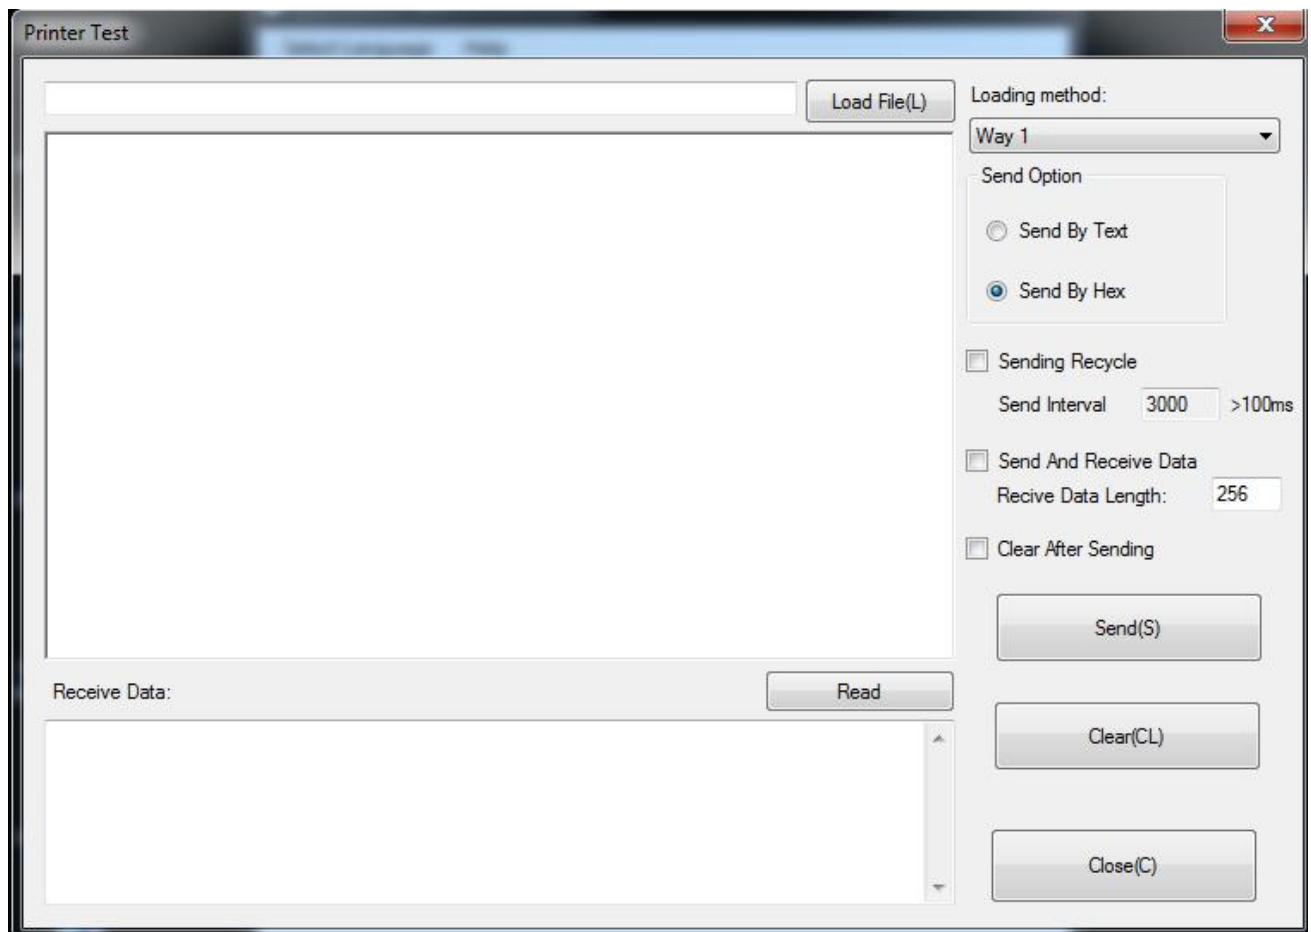 Printer Test
Load File(L)
Loading method:
Way 1
Send Option
Send By Text
Send By Hex
Sending Recycle
Send Interval 3000 >100ms
Send And Receive Data
Recive Data Length: 256
Clear After Sending
Send(S)
Receive Data:
Read
Clear(CL)
Close(C)